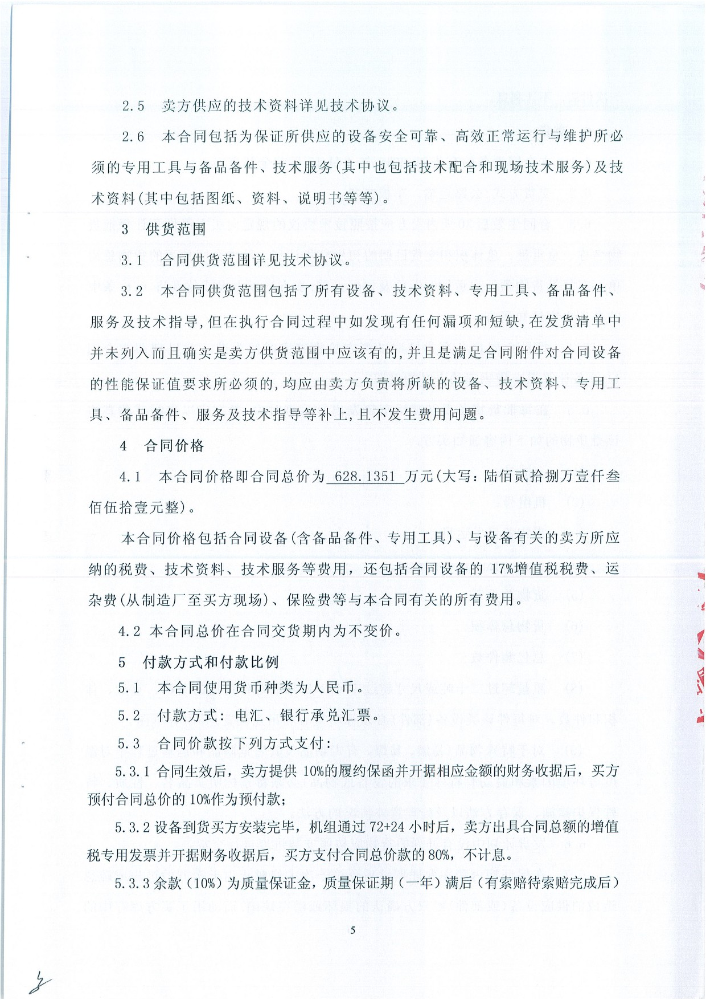 2.5 卖方供应的技术资料详见技术协议。
2.6 本合同包括为保证所供应的设备安全可靠、高效正常运行与维护所必
须的专用工具与备品备件、技术服务(其中也包括技术配合和现场技术服务)及技
术资料(其中包括图纸、资料、说明书等等)。
3 供货范围
3.1 合同供货范围详见技术协议。
3.2 本合同供货范围包括了所有设备、技术资料、专用工具、备品备件、
服务及技术指导,但在执行合同过程中如发现有任何漏项和短缺,在发货清单中
并未列入而且确实是卖方供货范围中应该有的,并且是满足合同附件对合同设备
的性能保证值要求所必须的,均应由卖方负责将所缺的设备、技术资料、专用工
具、备品备件、服务及技术指导等补上,且不发生费用问题。
4 合同价格
4.1 本合同价格即合同总价为 628.1351 万元(大写: 陆佰贰拾捌万壹仟叁
佰伍拾壹元整)。
本合同价格包括合同设备(含备品备件、专用工具)、与设备有关的卖方所应
纳的税费、技术资料、技术服务等费用，还包括合同设备的 17%增值税税费、运
杂费(从制造厂至买方现场)、保险费等与本合同有关的所有费用。
4.2 本合同总价在合同交货期内为不变价。
5 付款方式和付款比例
5.1 本合同使用货币种类为人民币。
5.2 付款方式: 电汇、银行承兑汇票。
5.3 合同价款按下列方式支付:
5.3.1 合同生效后，卖方提供 10%的履约保函并开据相应金额的财务收据后，买方
预付合同总价的 10%作为预付款;
5.3.2 设备到货买方安装完毕，机组通过 72+24 小时后，卖方出具合同总额的增值
税专用发票并开据财务收据后，买方支付合同总价款的 80%，不计息。
5.3.3 余款（10%）为质量保证金，质量保证期（一年）满后（有索赔待索赔完成后）
5